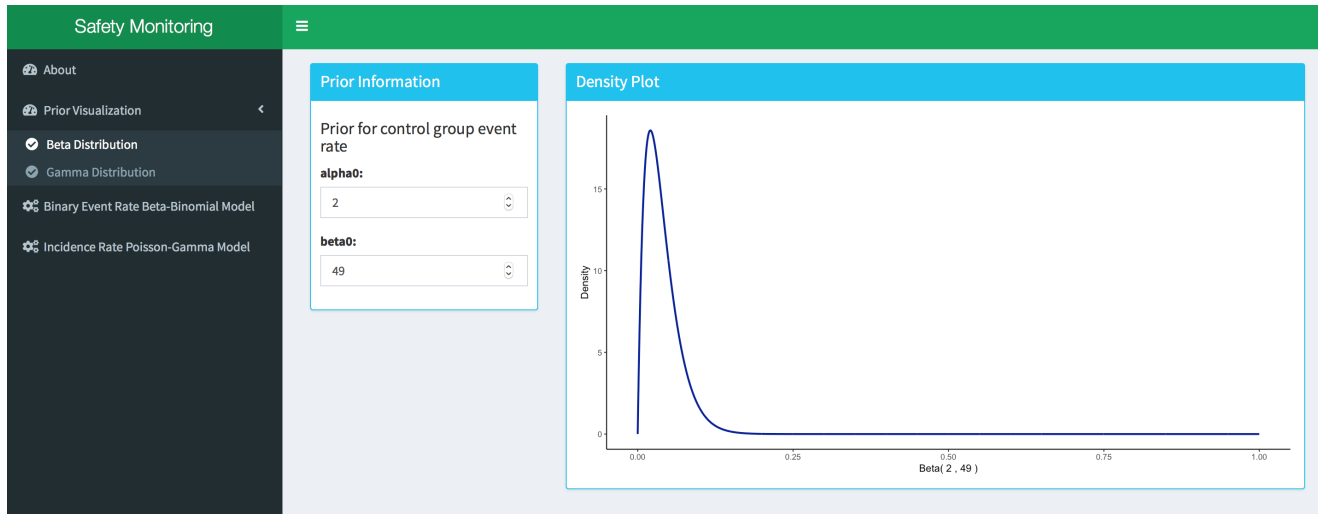 Safety Monitoring
About
Prior Visualization
Beta Distribution
Gamma Distribution
Binary Event Rate Beta-Binomial Model
Incidence Rate Poisson-Gamma Model
Prior Information
Prior for control group event
rate
alpha0:
2
beta0:
49
Density Plot
Density
15
10
5
0
0.00 0.25 0.50 0.75 1.00
Beta( 2 , 49 )